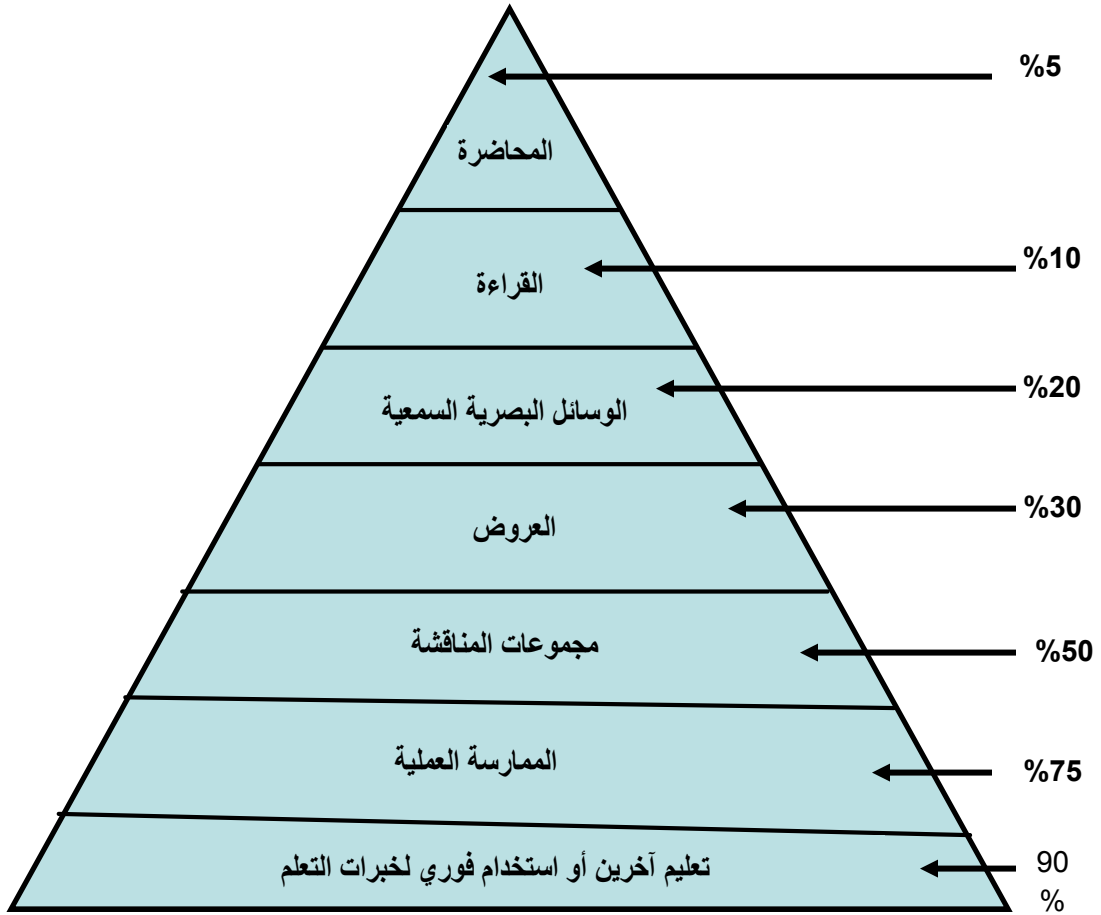 %5
المحاضرة
%10
القراءة
%20
الوسائل البصرية السمعية
%30
العروض
%50
مجموعات المناقشة
%75
الممارسة العملية
90
%
تعليم آخرين أو استخدام فوري لخبرات التعلم